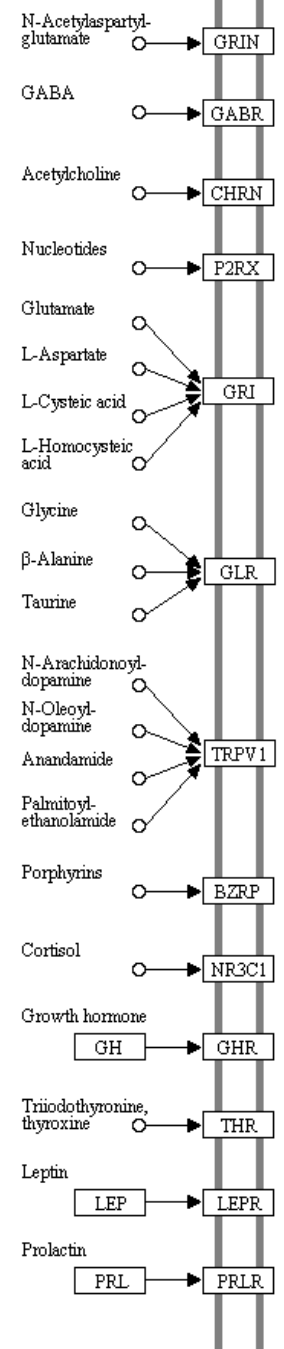 N-Acetylaspartyl-
glutamate
GRIN
GABA
GABR
Acetylcholine
CHRN
Nucleotides
P2RX
Glutamate
L-Aspartate
L-Cysteic acid
L-Homocysteic
acid
GRI
Glycine
β-Alanine
Taurine
GLR
N-Arachidonoyl-
dopamine
N-Oleoyl-
dopamine
Anandamide
Palmitoyl-
ethanolamide
TRPV1
Porphyrins
BZRP
Cortisol
NR3C1
Growth hormone
GH
GHR
Triiodothyronine,
thyroxine
THR
Leptin
LEP
LEPR
Prolactin
PRL
PRLR